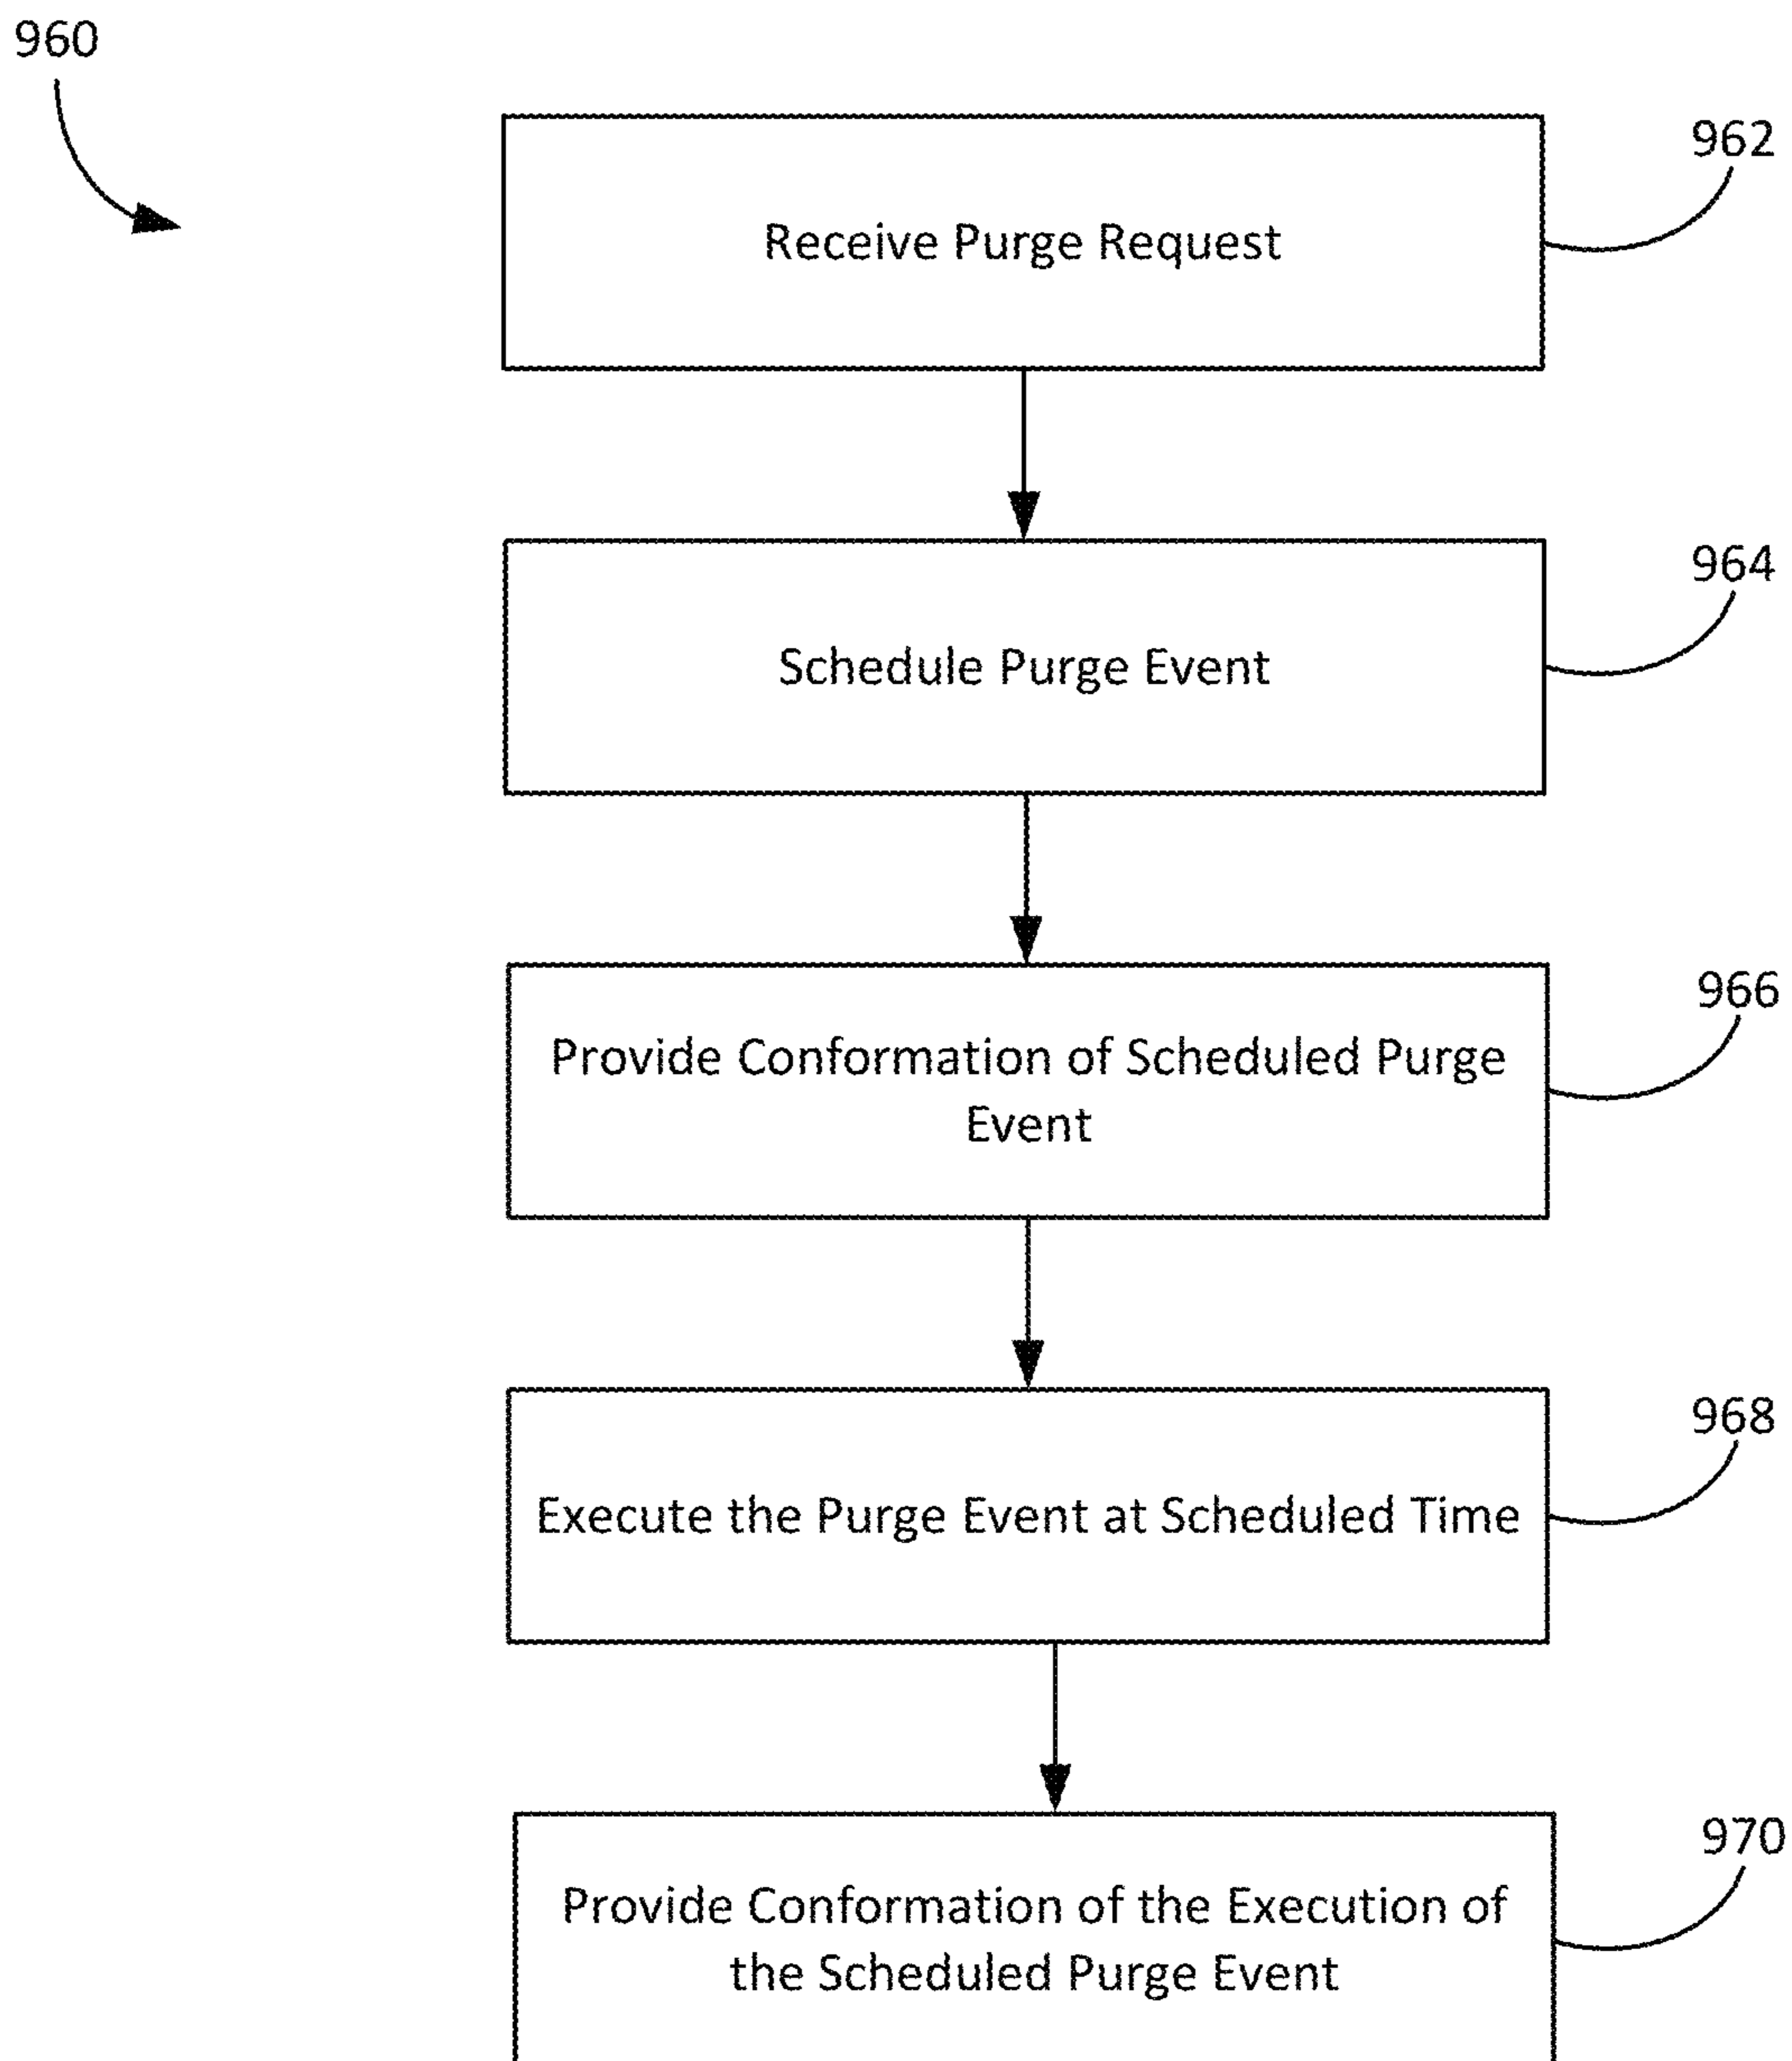 960
962
Receive Purge Request
964
Schedule Purge Event
966
Provide Conformation of Scheduled Purge
Event
968
Execute the Purge Event at Scheduled Time
970
Provide Conformation of the Execution of
the Scheduled Purge Event